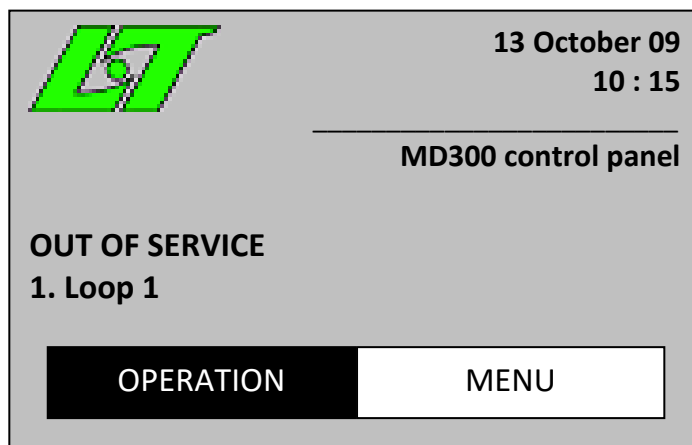 13 October 09
10 : 15
MD300 control panel
OUT OF SERVICE
1. Loop 1
OPERATION MENU